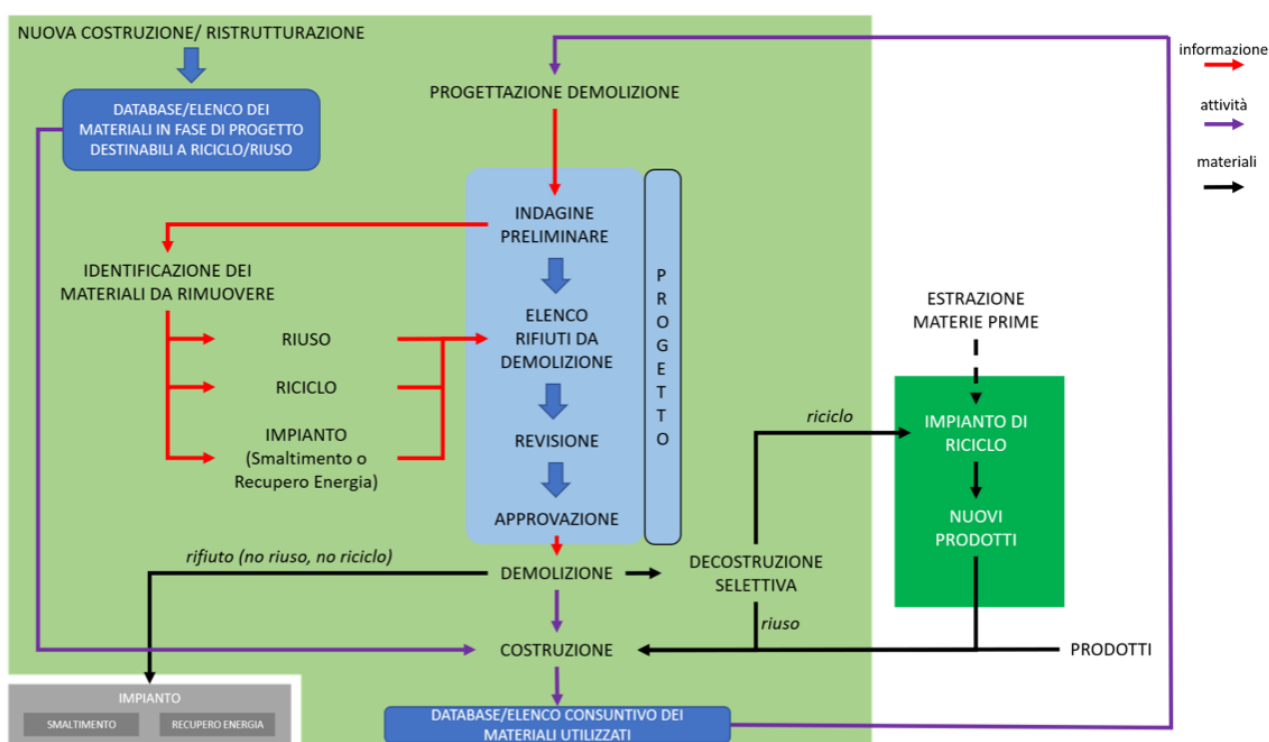 NUOVA COSTRUZIONE/ RISTRUTTURAZIONE
DATABASE/ELENCO DEI
MATERIALI IN FASE DI PROGETTO
DESTINABILI A RICICLO/RIUSO
PROGETTAZIONE DEMOLIZIONE
informazione
attività
materiali
INDAGINE
PRELIMINARE
PROGETTO
IDENTIFICAZIONE DEI
MATERIALI DA RIMUOVERE
RIUSO
RICICLO
IMPIANTO
(Smaltimento o
Recupero Energia)
ELENCO
RIFIUTI DA
DEMOLIZIONE
REVISIONE
APPROVAZIONE
ESTRAZIONE
MATERIE PRIME
riciclo
IMPIANTO DI
RICICLO
NUOVI
PRODOTTI
rifiuto (no riuso, no riciclo)
DEMOLIZIONE
DECOSTRUZIONE
SELETTIVA
riuso
COSTRUZIONE
PRODOTTI
IMPIANTO
SMALTIMENTO
RECUPERO ENERGIA
DATABASE/ELENCO CONSUNTIVO DEI
MATERIALI UTILIZZATI